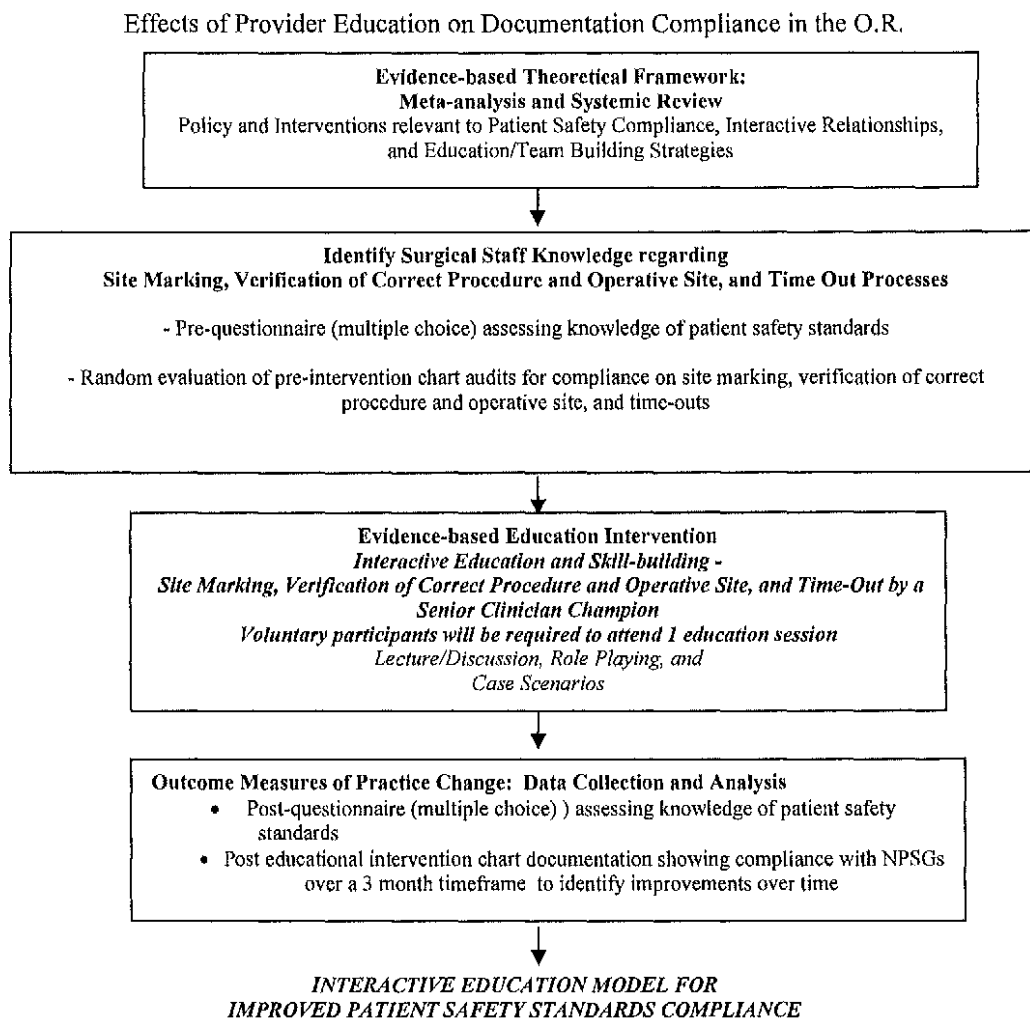 Effects of Provider Education on Documentation Compliance in the O.R.
Evidence-based Theoretical Framework:
Meta-analysis and Systemic Review
Policy and Interventions relevant to Patient Safety Compliance, Interactive Relationships,
and Education/Team Building Strategies
Identify Surgical Staff Knowledge regarding
Site Marking, Verification of Correct Procedure and Operative Site, and Time Out Processes
- Pre-questionnaire (multiple choice) assessing knowledge of patient safety standards
- Random evaluation of pre-intervention chart audits for compliance on site marking, verification of correct
procedure and operative site, and time-outs
Evidence-based Education Intervention
Interactive Education and Skill-building -
Site Marking, Verification of Correct Procedure and Operative Site, and Time-Out by a
Senior Clinician Champion
Voluntary participants will be required to attend 1 education session
Lecture/Discussion, Role Playing, and
Case Scenarios
Outcome Measures of Practice Change: Data Collection and Analysis
• Post-questionnaire (multiple choice) ) assessing knowledge of patient safety
standards
• Post educational intervention chart documentation showing compliance with NPSGs
over a 3 month timeframe to identify improvements over time
INTERACTIVE EDUCATION MODEL FOR
IMPROVED PATIENT SAFETY STANDARDS COMPLIANCE